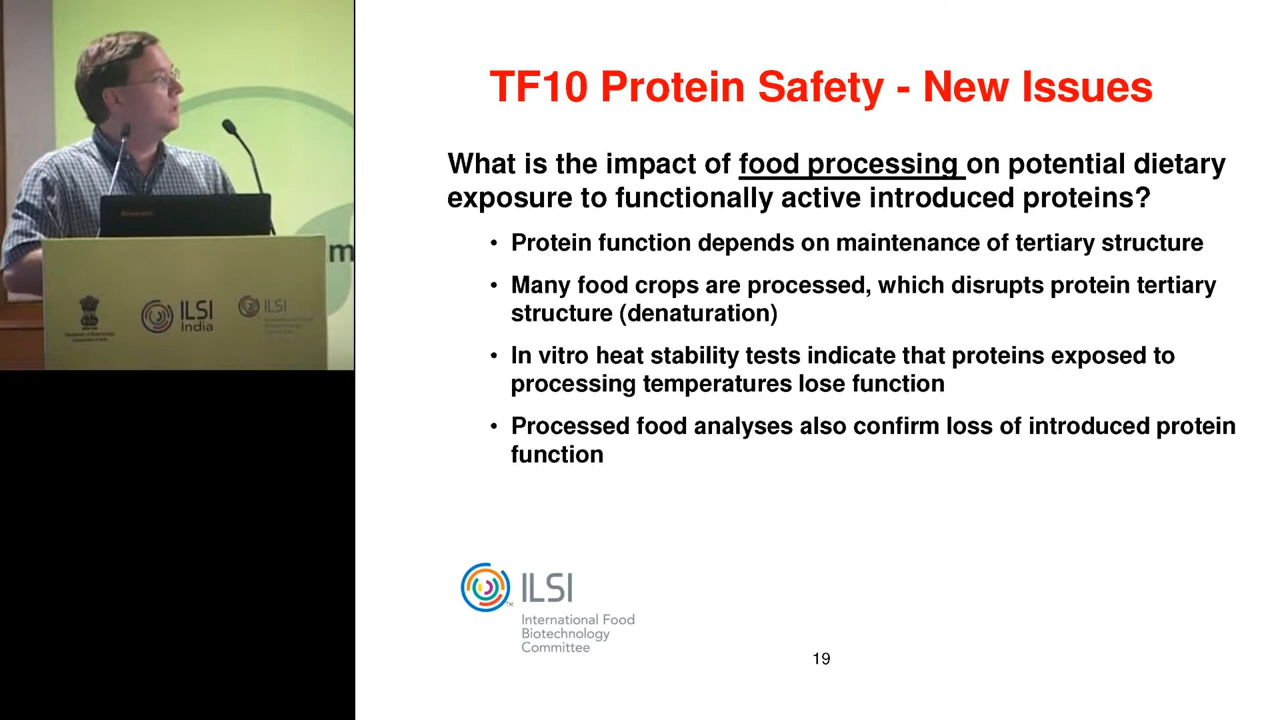 TF10 Protein Safety - New Issues
What is the impact of food processing on potential dietary
exposure to functionally active introduced proteins?
• Protein function depends on maintenance of tertiary structure
• Many food crops are processed, which disrupts protein tertiary
structure (denaturation)
• In vitro heat stability tests indicate that proteins exposed to
processing temperatures lose function
• Processed food analyses also confirm loss of introduced protein
function
ILSI
International Food
Biotechnology
Committee
19
ILSI
India
ILSI
m